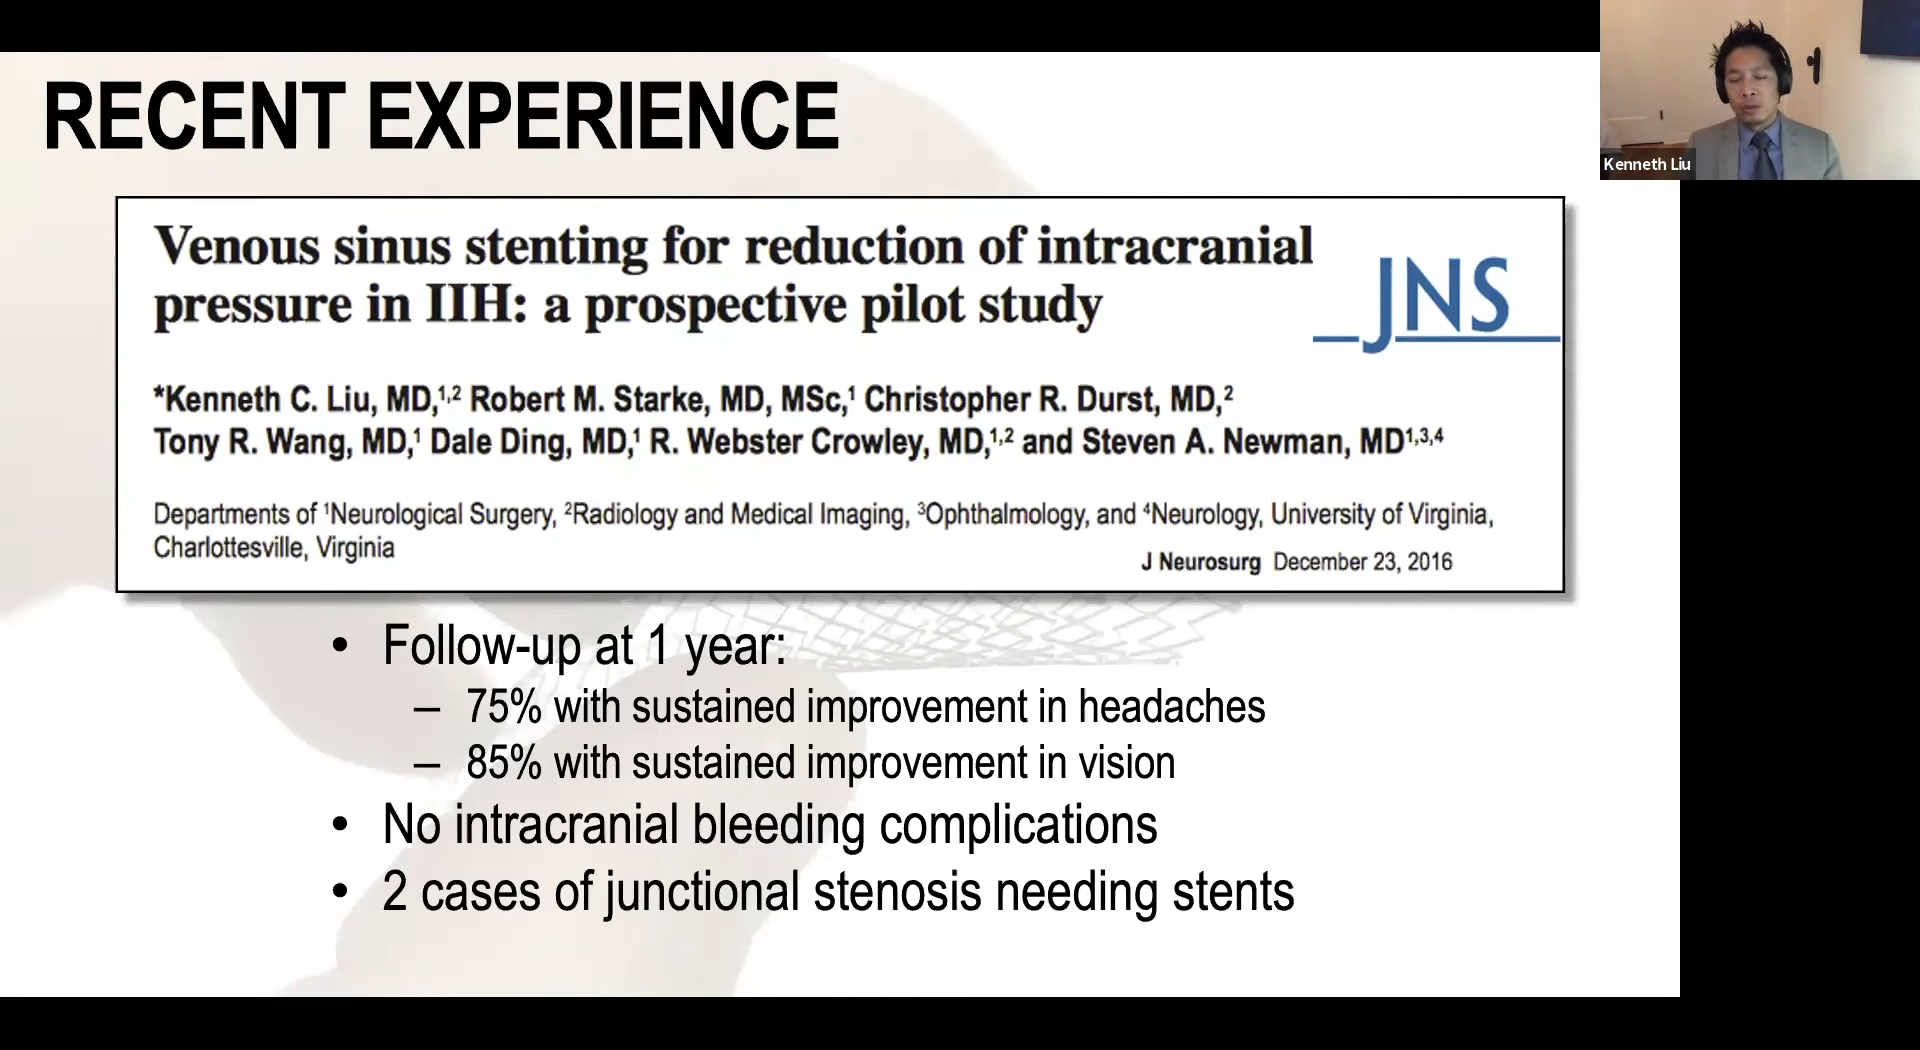 RECENT EXPERIENCE
Kenneth Liu
Venous sinus stenting for reduction of intracranial
pressure in IIH: a prospective pilot study
JNS
*Kenneth C. Liu, MD,¹,² Robert M. Starke, MD, MSc,¹ Christopher R. Durst, MD,²
Tony R. Wang, MD,¹ Dale Ding, MD,¹ R. Webster Crowley, MD,¹,² and Steven A. Newman, MD¹,³,⁴
Departments of ¹Neurological Surgery, ²Radiology and Medical Imaging, ³Ophthalmology, and ⁴Neurology, University of Virginia,
Charlottesville, Virginia
J Neurosurg December 23, 2016
• Follow-up at 1 year:
– 75% with sustained improvement in headaches
– 85% with sustained improvement in vision
• No intracranial bleeding complications
• 2 cases of junctional stenosis needing stents